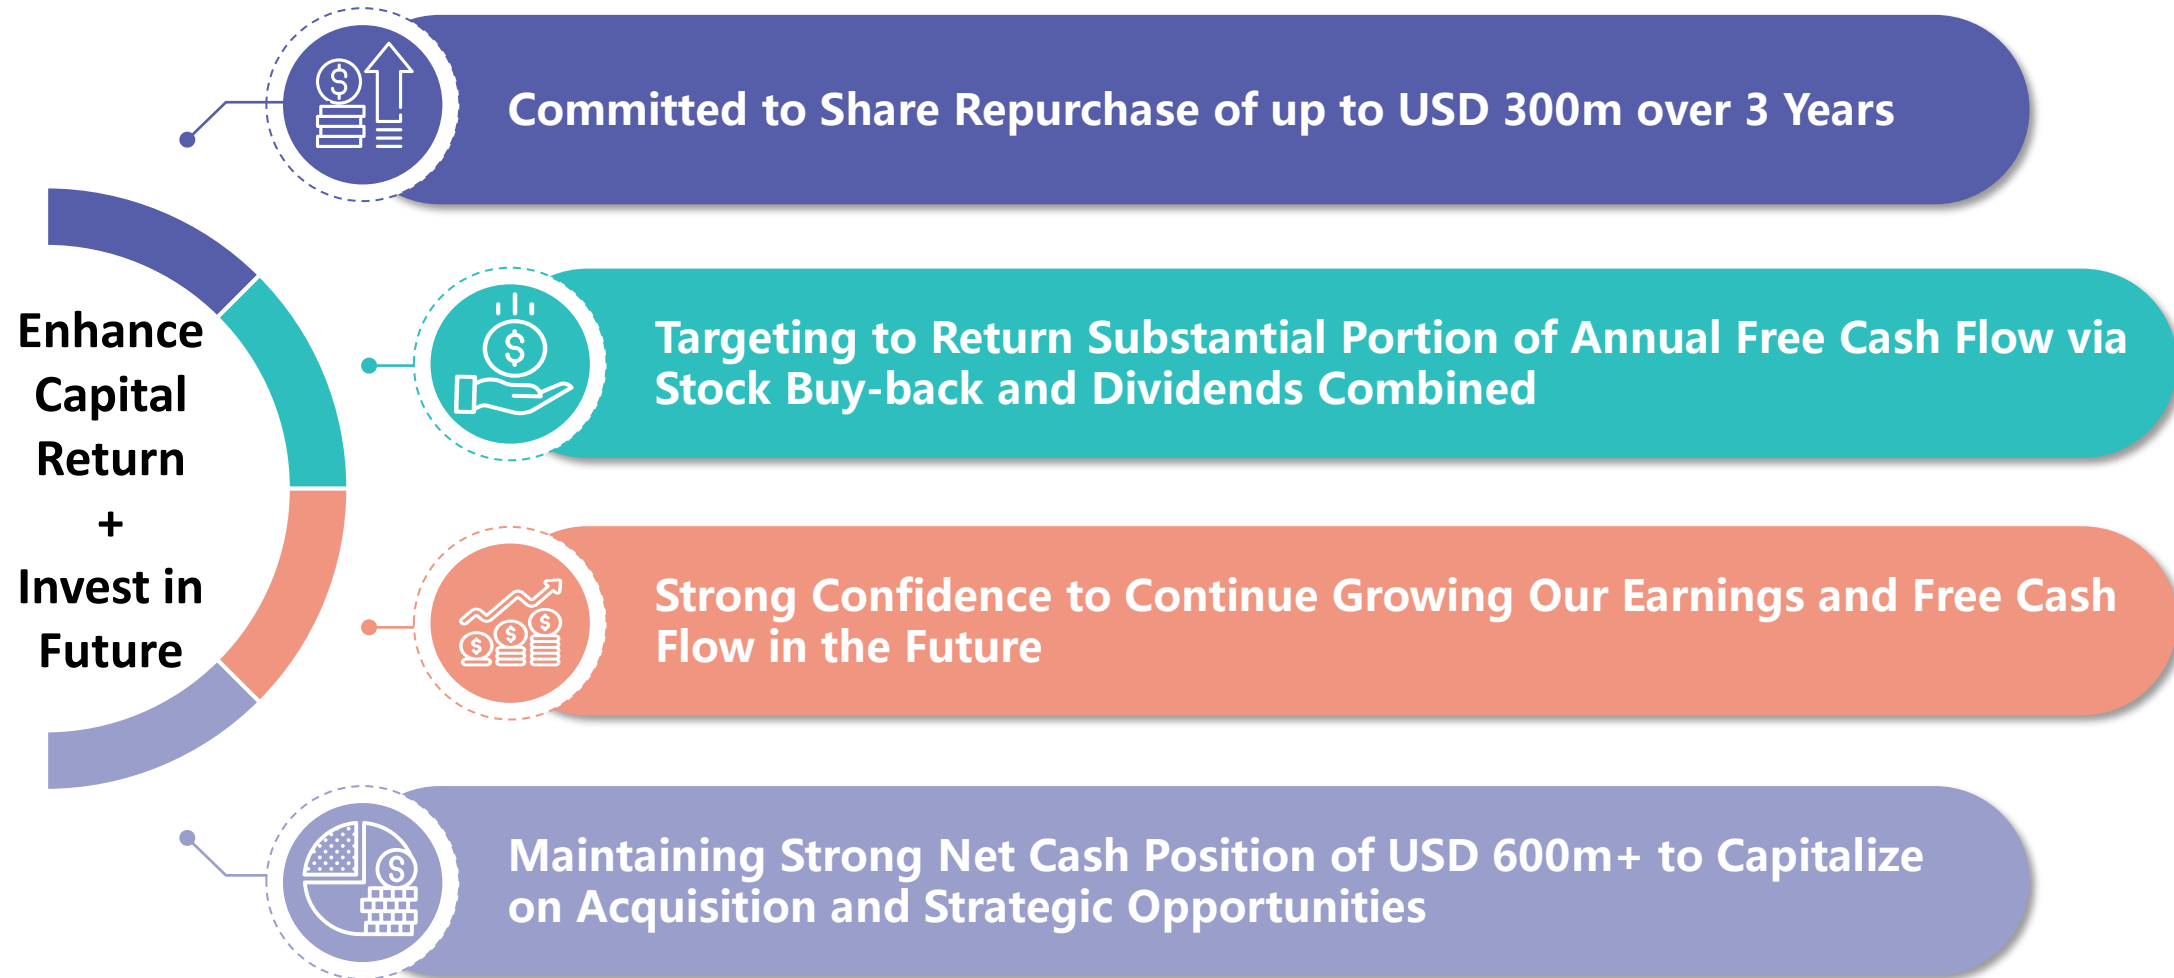 Enhance
Capital
Return
+
Invest in
Future
Committed to Share Repurchase of up to USD 300m over 3 Years
Targeting to Return Substantial Portion of Annual Free Cash Flow via
Stock Buy-back and Dividends Combined
Strong Confidence to Continue Growing Our Earnings and Free Cash
Flow in the Future
Maintaining Strong Net Cash Position of USD 600m+ to Capitalize
on Acquisition and Strategic Opportunities